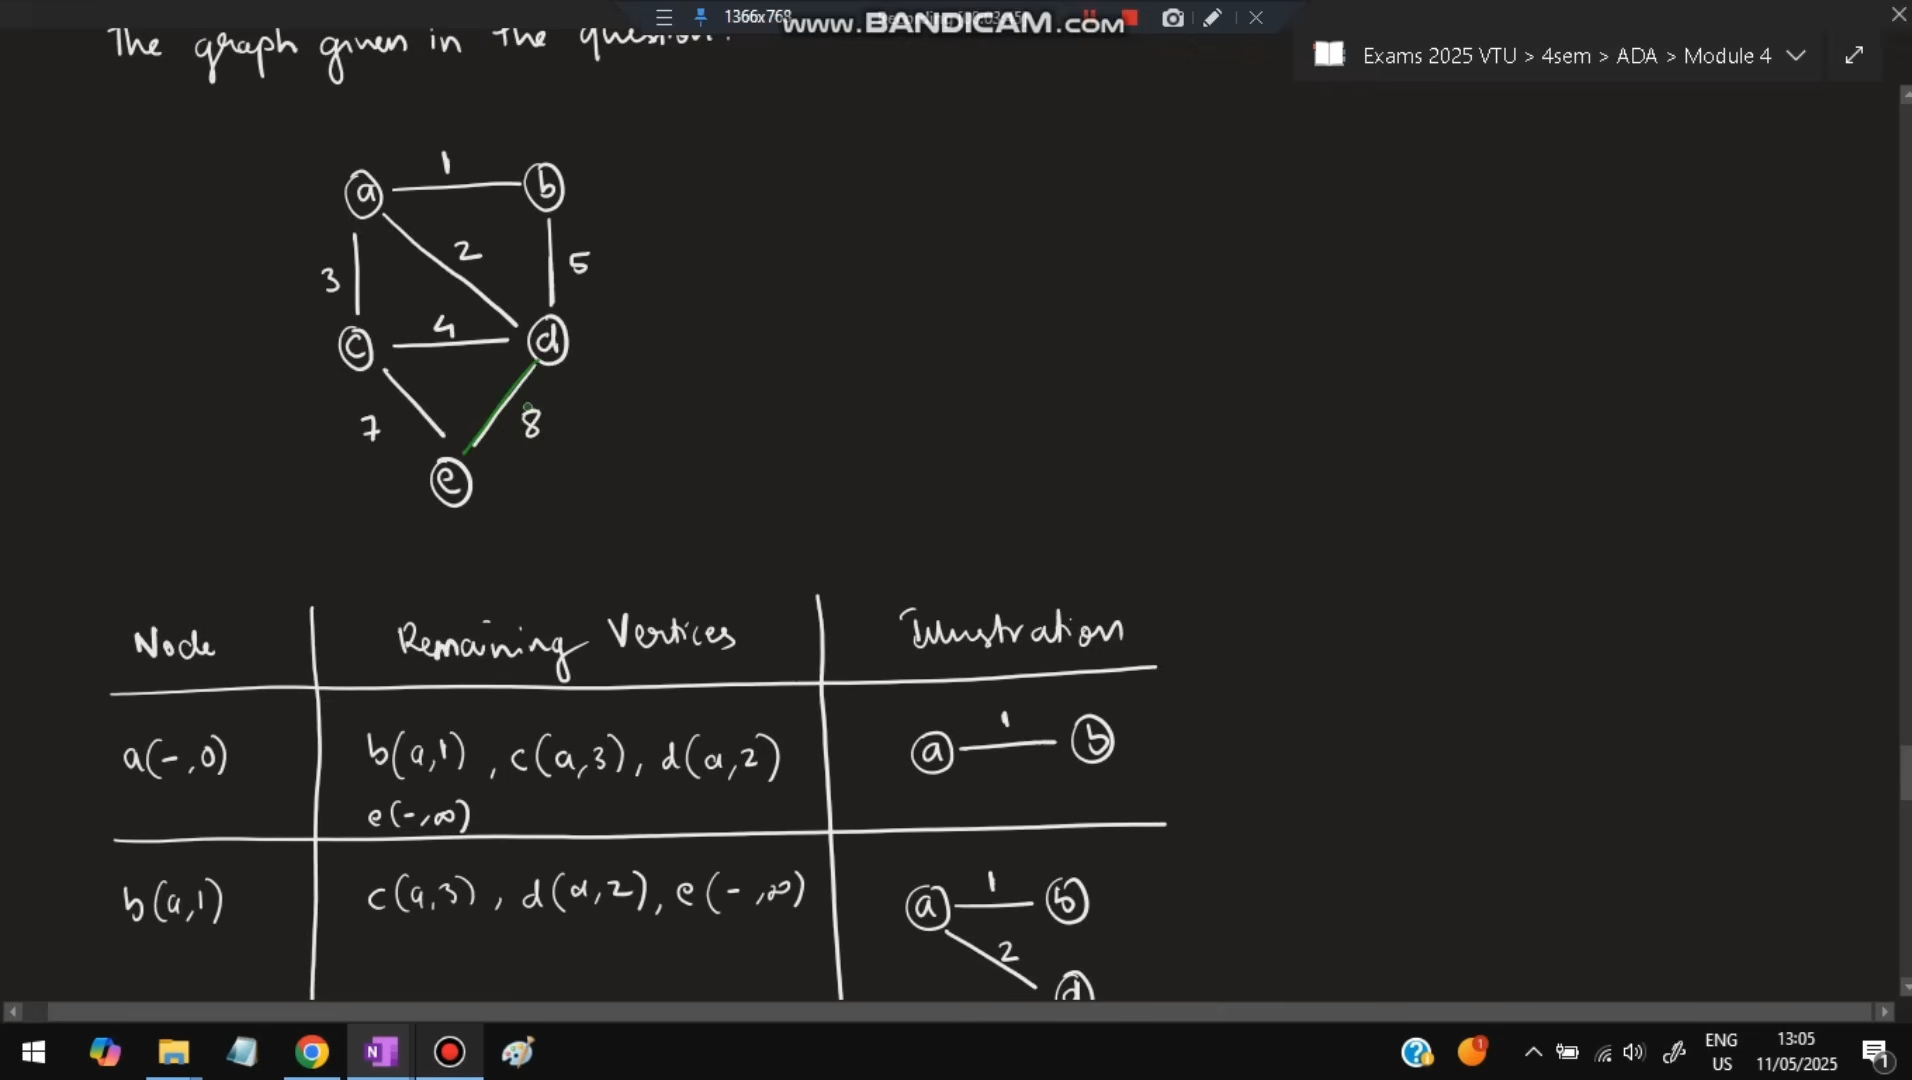 1366x768
www.BANDICAM.com
The graph given in the question.
Exams 2025 VTU > 4sem > ADA > Module 4
a 1 b
3 2 5
c 4 d
7 8
e
Node Remaining Vertices Illustration
a(-,0) b(a,1), c(a,3), d(a,2) a 1 b
e(-,∞)
b(a,1) c(a,3), d(a,2), e(-,∞) a 1 b
2
d
ENG 13:05
US 11/05/2025